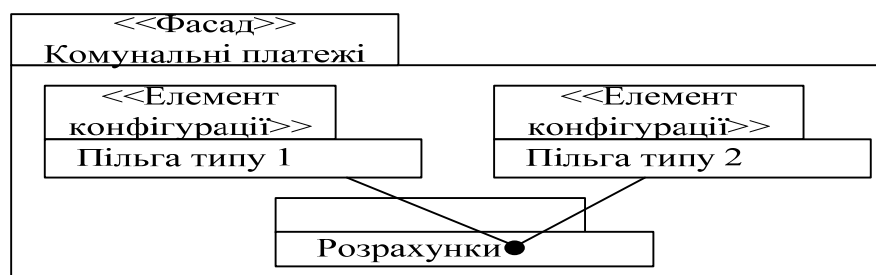 <<Фасад>>
Комунальні платежі
<<Елемент
конфігурації>>
Пільга типу 1
<<Елемент
конфігурації>>
Пільга типу 2
Розрахунки